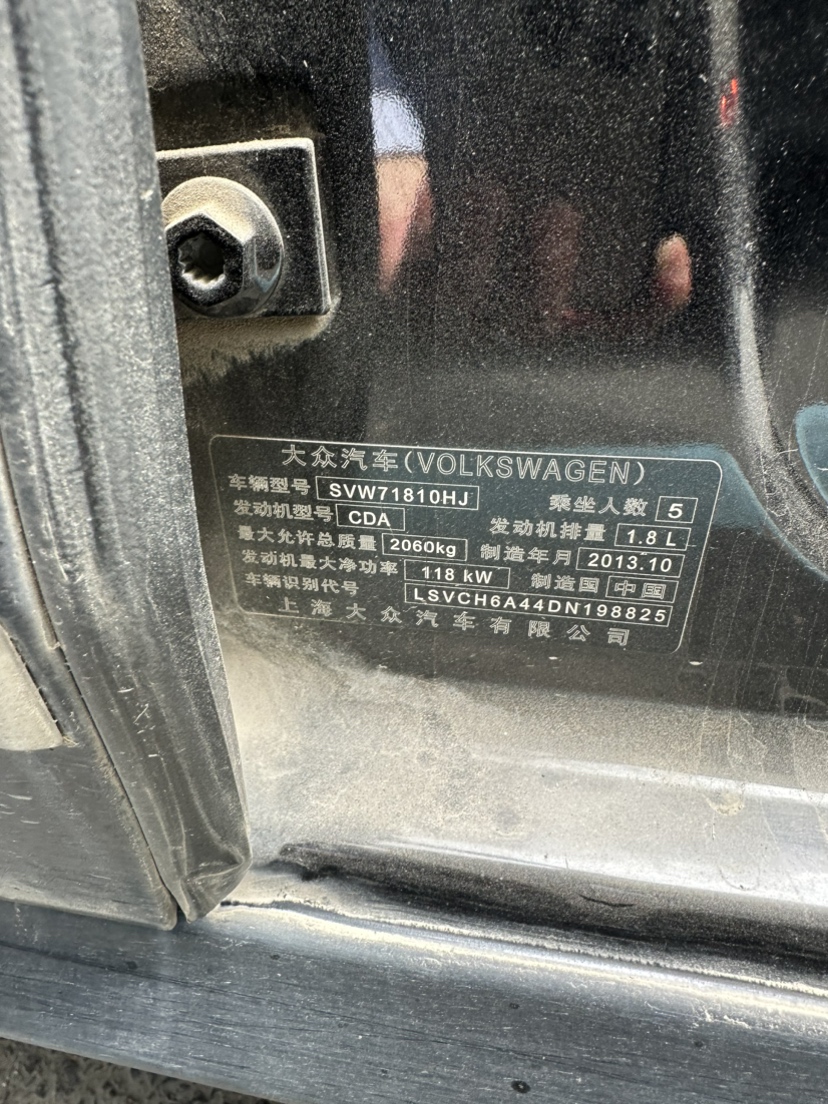 大众汽车(VOLKSWAGEN)
车辆型号 SVW71810HJ 乘坐人数 5
发动机型号 CDA 发动机排量 1.8 L
最大允许总质量 2060kg 制造年月 2013.10
发动机最大净功率 118 kW 制造国 中国
车辆识别代号 LSVCH6A44DN198825
上海大众汽车有限公司